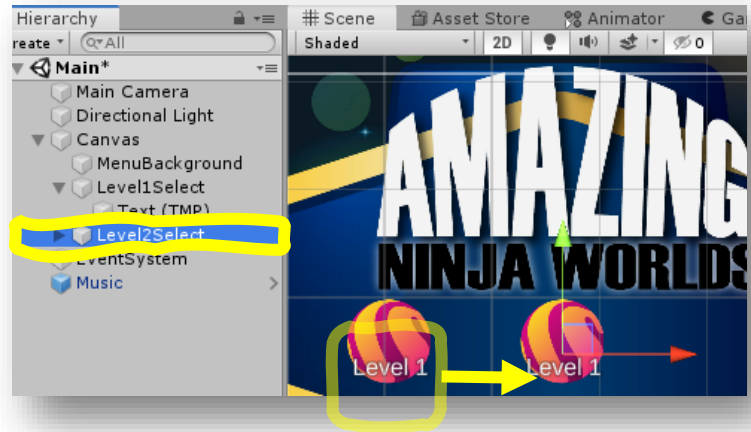 Hierarchy
reate
All
Main*
Main Camera
Directional Light
Canvas
MenuBackground
Level1Select
Text (TMP)
Level2Select
EventSystem
Music
Scene
Asset Store
Animator
Ga
Shaded
2D
0
AMAZING
NINJA WORLDS
Level 1
Level 1